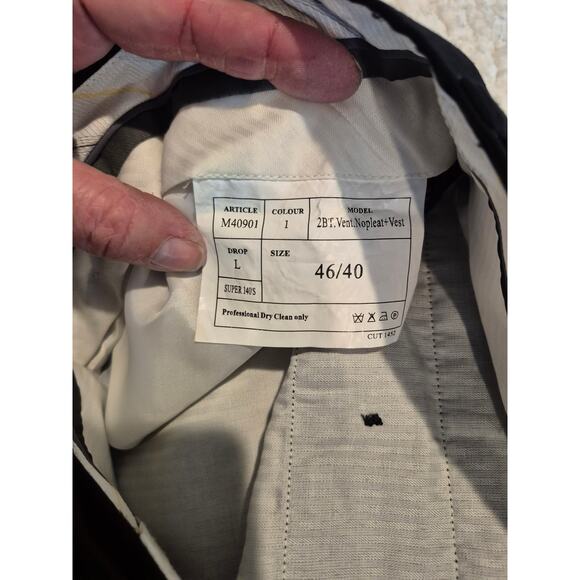 ARTICLE COLOUR MODEL
M40901 1 2BT.Vent.Nopleat+Vest
DROP SIZE
L 46/40
SUPER 140'S
Professional Dry Clean only
CUT 1452